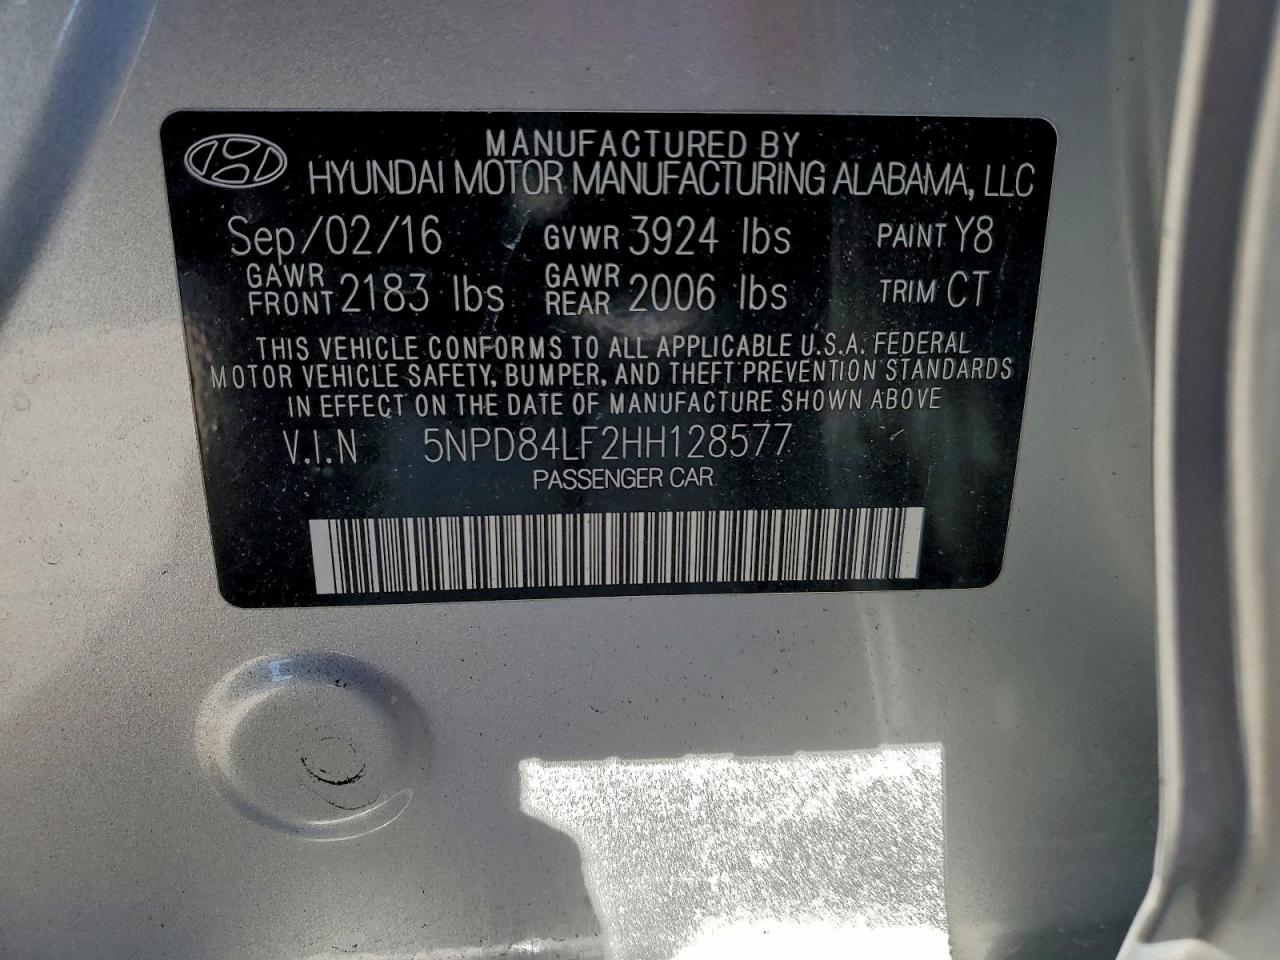 MANUFACTURED BY
HYUNDAI MOTOR MANUFACTURING ALABAMA, LLC
Sep/02/16 GVWR 3924 lbs PAINT Y8
GAWR FRONT 2183 lbs GAWR REAR 2006 lbs TRIM CT
THIS VEHICLE CONFORMS TO ALL APPLICABLE U.S.A. FEDERAL
MOTOR VEHICLE SAFETY, BUMPER, AND THEFT PREVENTION STANDARDS
IN EFFECT ON THE DATE OF MANUFACTURE SHOWN ABOVE
V.I.N 5NPD84LF2HH128577
PASSENGER CAR